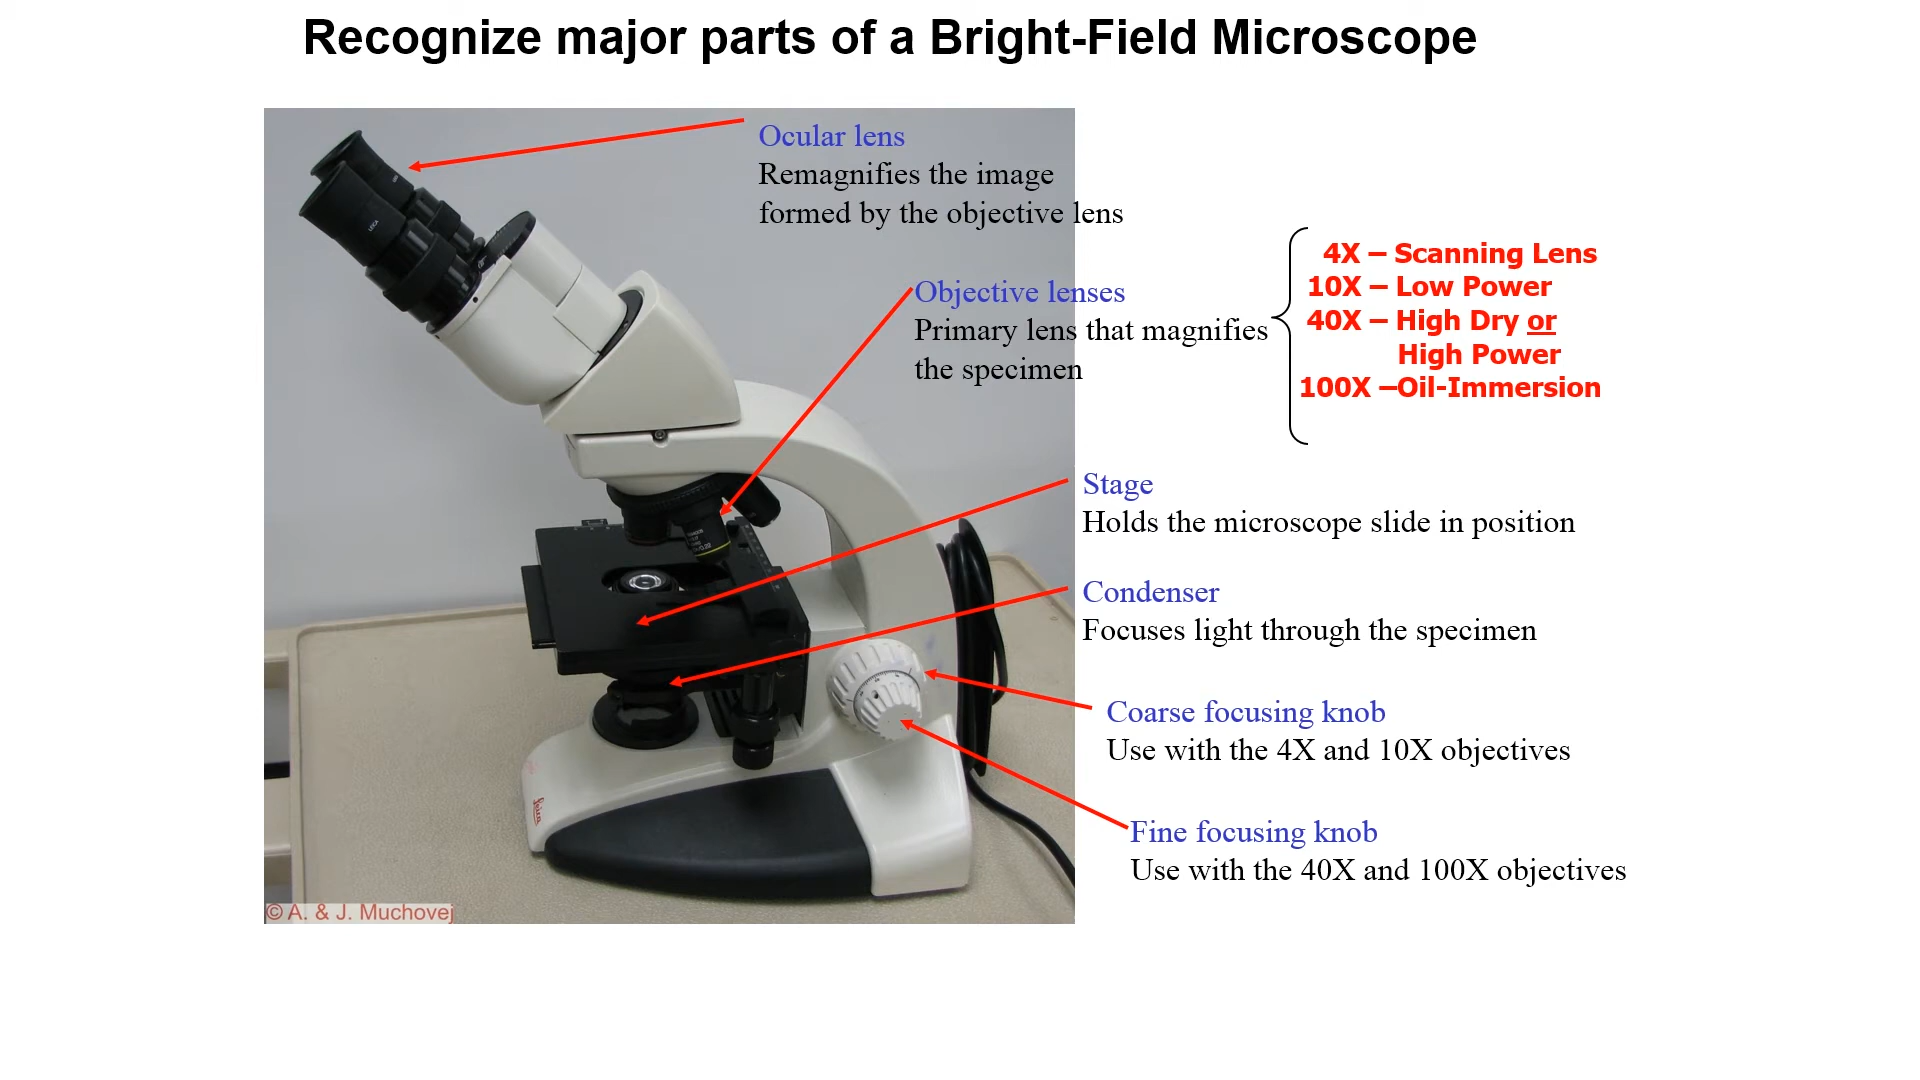 Recognize major parts of a Bright-Field Microscope
Ocular lens
Remagnifies the image
formed by the objective lens
Objective lenses
Primary lens that magnifies
the specimen
4X – Scanning Lens
10X – Low Power
40X – High Dry or
High Power
100X –Oil-Immersion
Stage
Holds the microscope slide in position
Condenser
Focuses light through the specimen
Coarse focusing knob
Use with the 4X and 10X objectives
Fine focusing knob
Use with the 40X and 100X objectives
LEICA
Leica
© A. & J. Muchovej